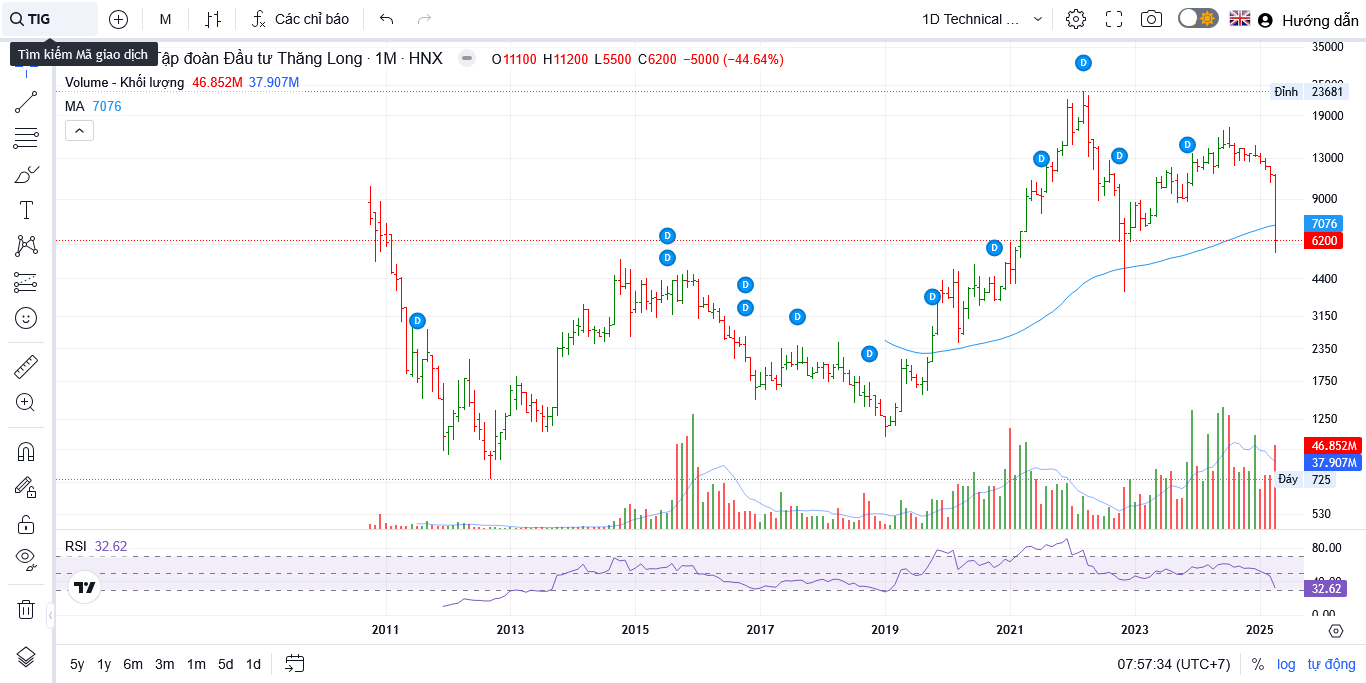 TIG
M
Các chỉ báo
1D Technical ...
Hướng dẫn
Tìm kiếm Mã giao dịch
Tập đoàn Đầu tư Thăng Long · 1M · HNX
O11100 H11200 L5500 C6200 −5000 (−44.64%)
Volume - Khối lượng 46.852M 37.907M
MA 7076
35000
25000
Đỉnh 23681
19000
13000
9000
7076
6200
4400
3150
2350
1750
1250
46.852M
37.907M
Đáy 725
530
D
D
D
D
D
D
D
D
D
D
D
D
D
RSI 32.62
80.00
40.00
32.62
0.00
2011 2013 2015 2017 2019 2021 2023 2025
5y 1y 6m 3m 1m 5d 1d
07:57:34 (UTC+7) % log tự động